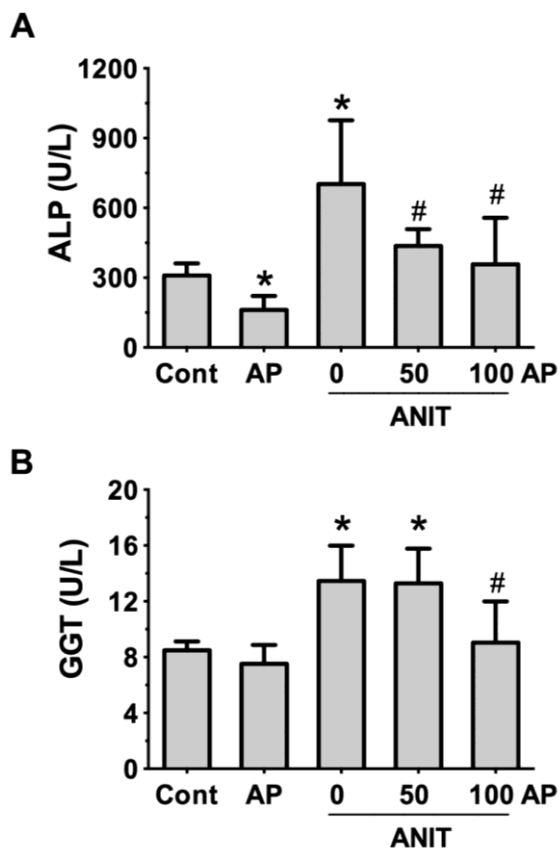 A
ALP (U/L)
1200
900
600
300
0
*
*
#
#
Cont AP 0 50 100 AP
ANIT
B
GGT (U/L)
20
16
12
8
4
0
* *
#
Cont AP 0 50 100 AP
ANIT